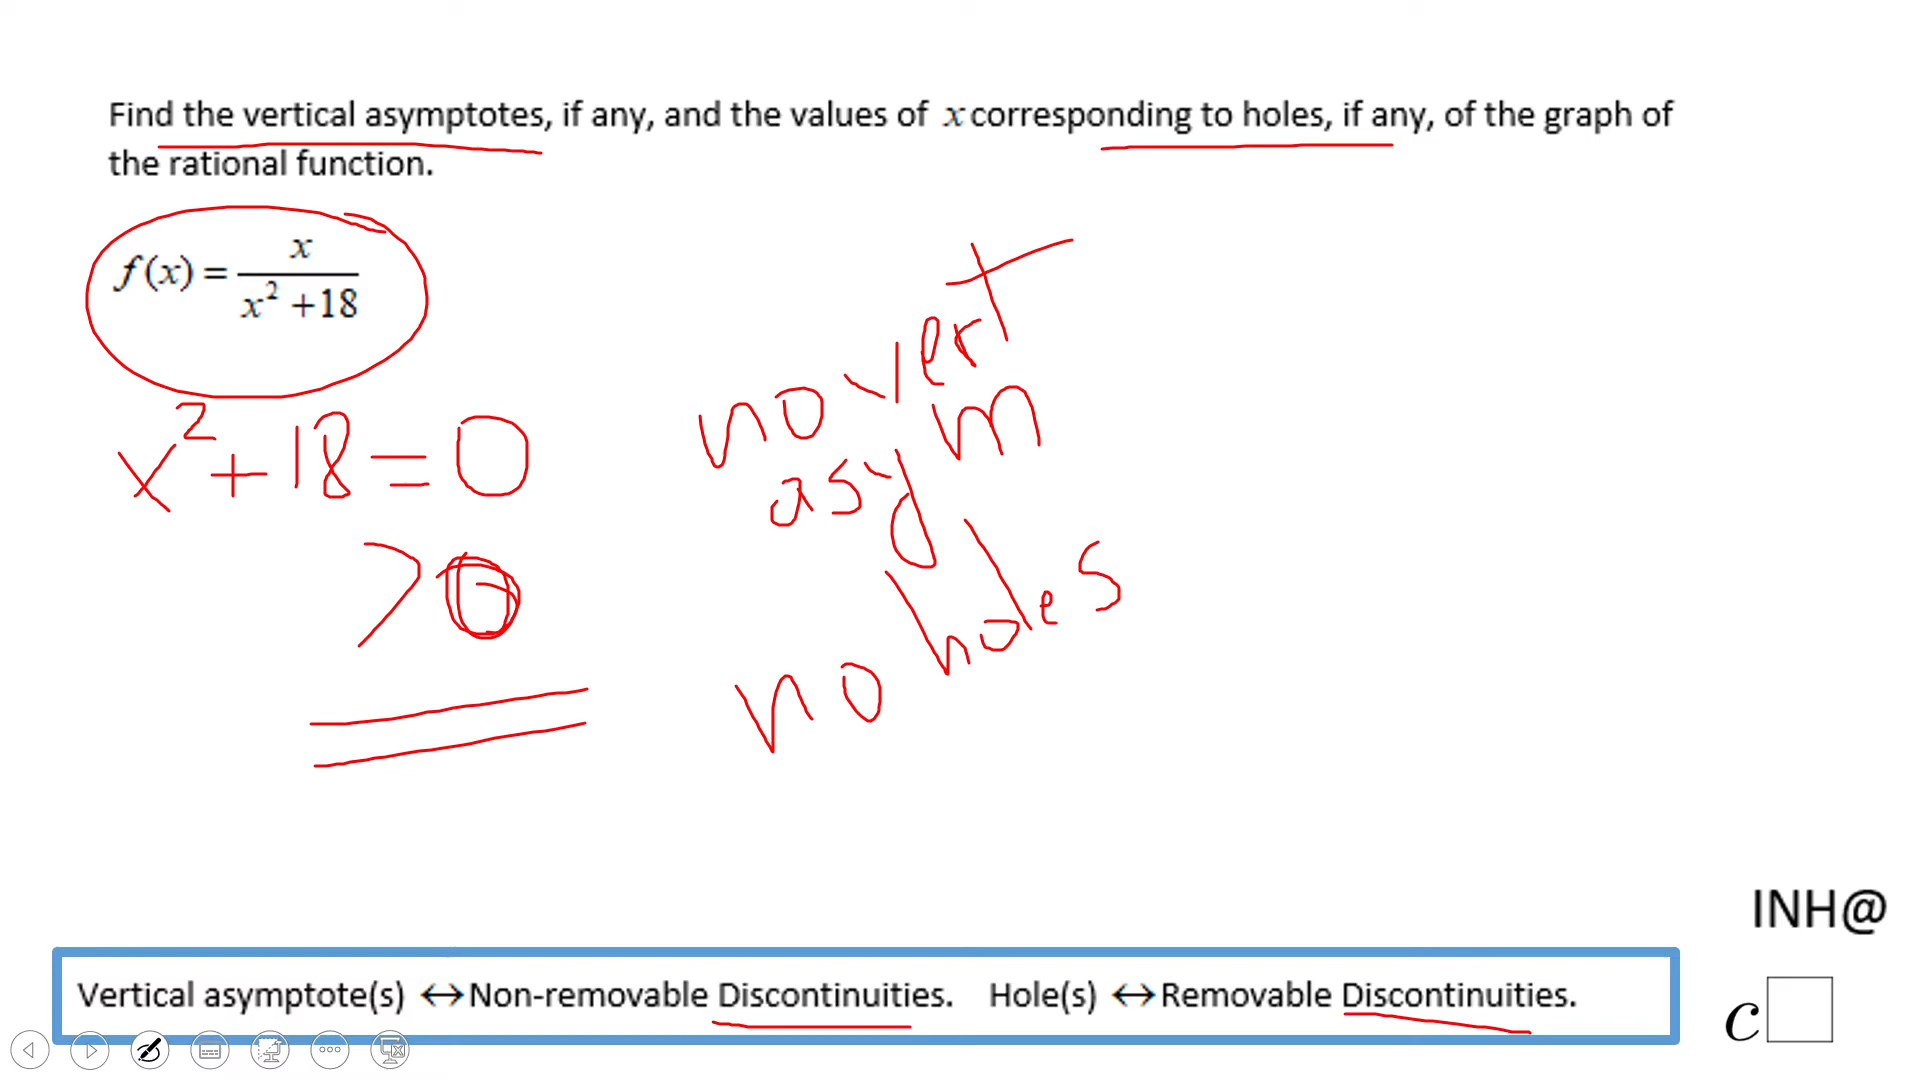 Find the vertical asymptotes, if any, and the values of x corresponding to holes, if any, of the graph of
the rational function.
f(x) = x / (x² + 18)
x² + 18 = 0
> 0
no vert
asym
no holes
INH@
Vertical asymptote(s) ↔ Non-removable Discontinuities. Hole(s) ↔ Removable Discontinuities.
c